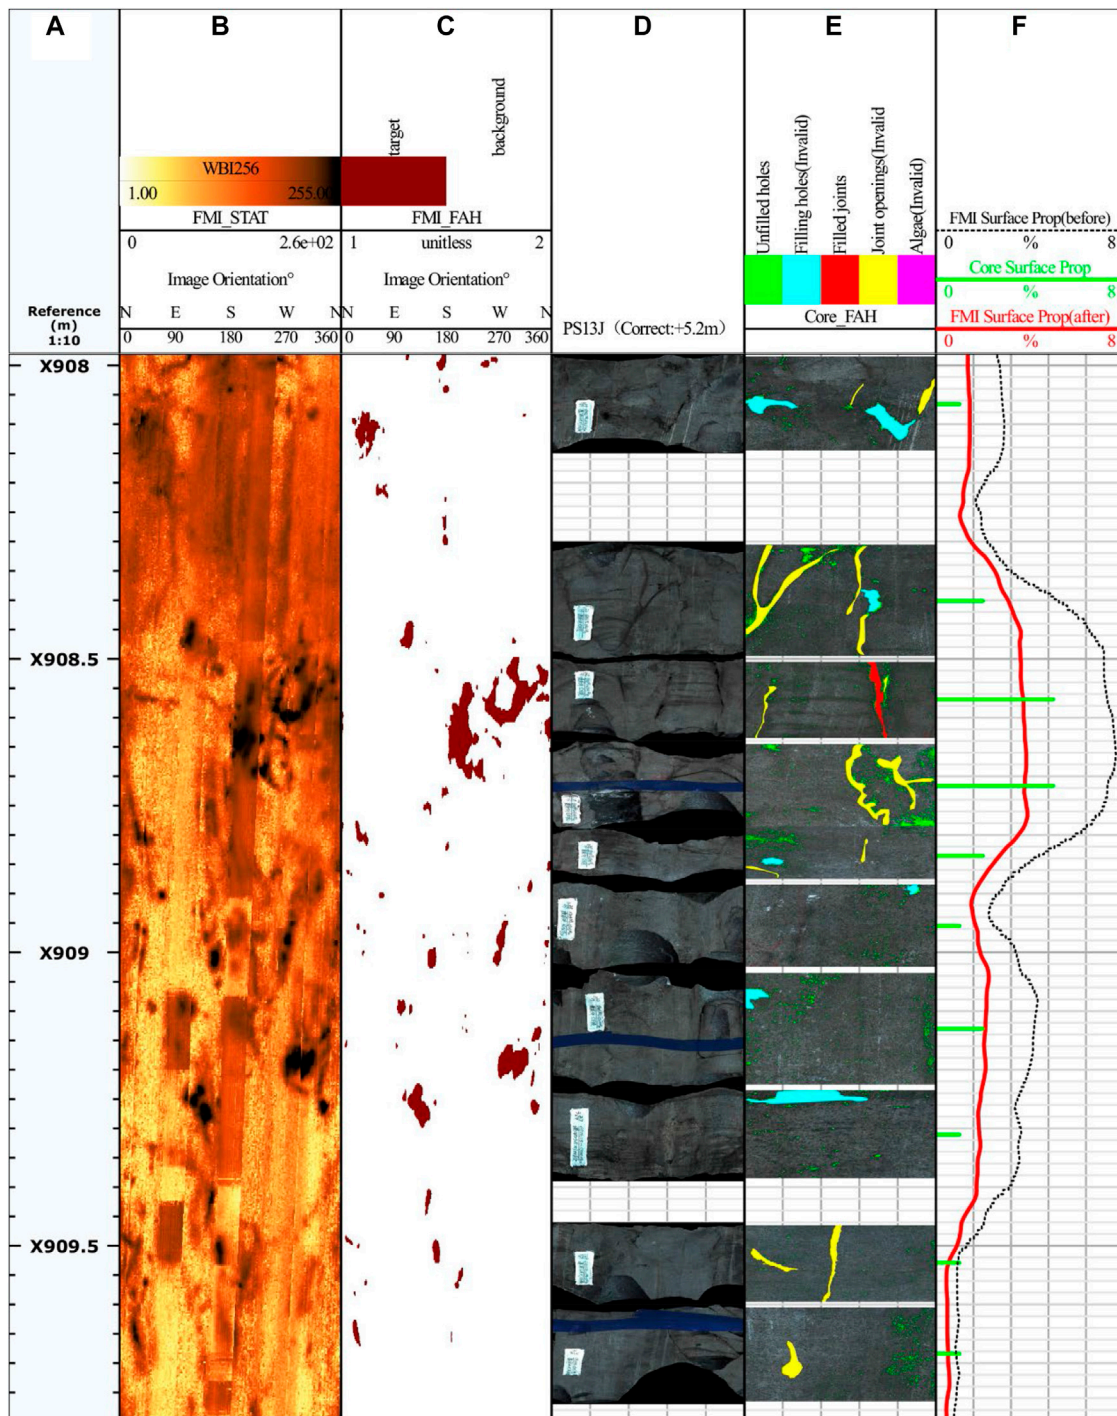 A B C D E F
target
background
WBI256
1.00 255.00
FMI_STAT
0 2.6e+02
Image Orientation°
N E S W N
0 90 180 270 360
FMI_FAH
1 unitless 2
Image Orientation°
N E S W N
0 90 180 270 360
Reference
(m)
1:10
PS13J (Correct:+5.2m)
Unfilled holes
Filling holes(Invalid)
Filled joints
Joint openings(Invalid
Algae(Invalid)
Core_FAH
FMI Surface Prop(before)
0 % 8
Core Surface Prop
0 % 8
FMI Surface Prop(after)
0 % 8
X908
X908.5
X909
X909.5